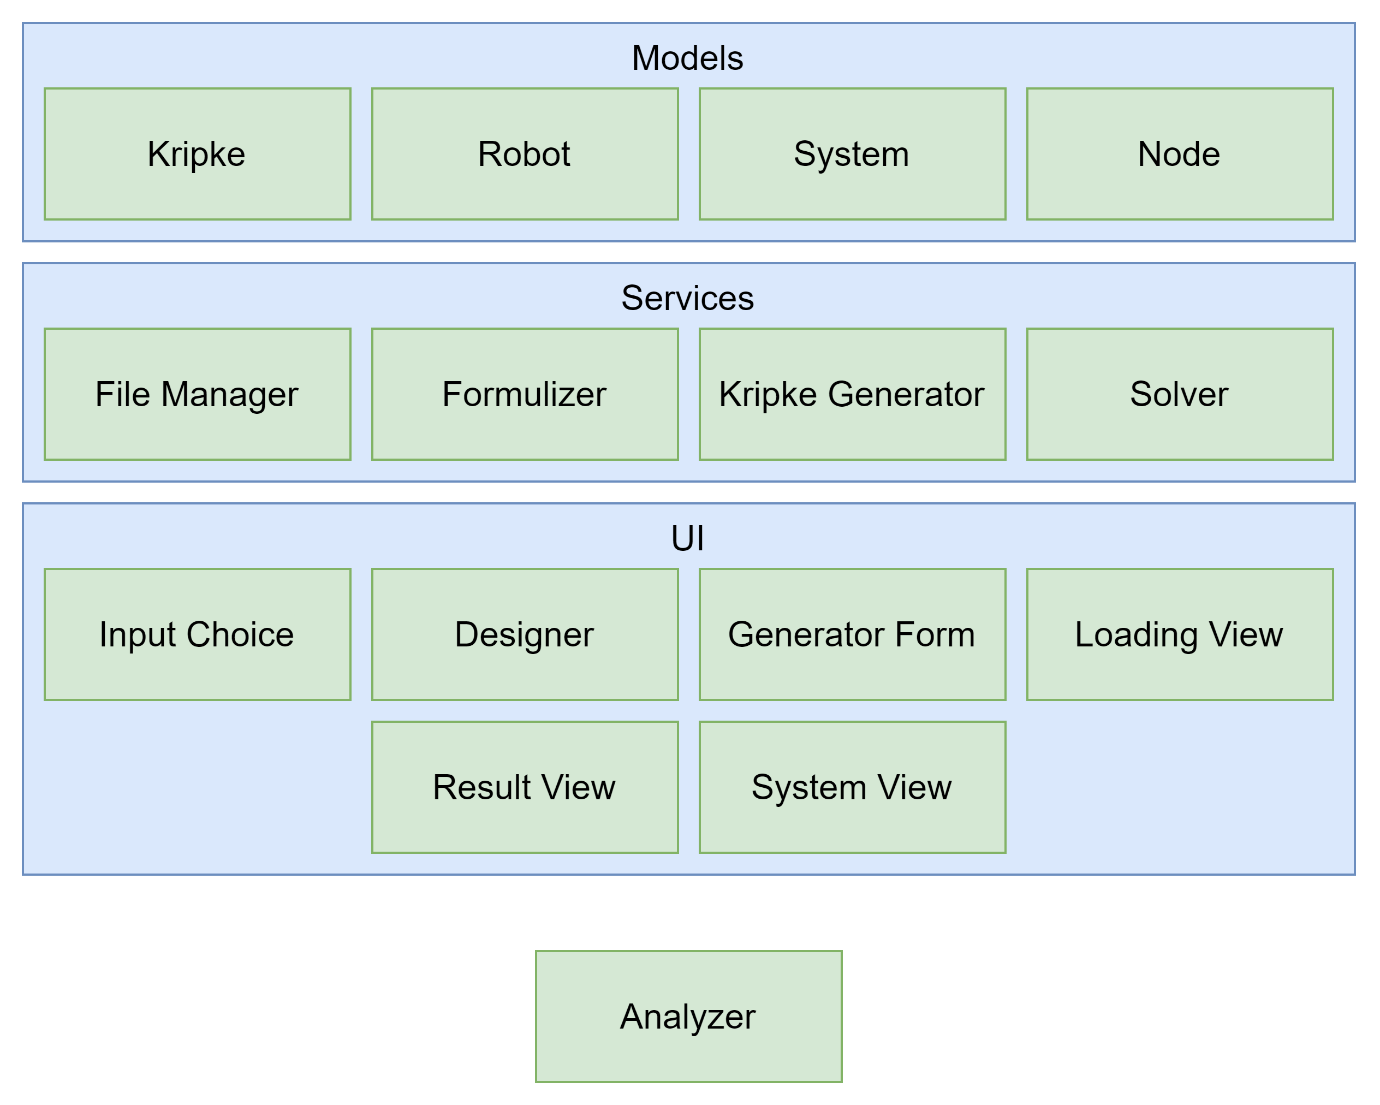 Models
Kripke
Robot
System
Node
Services
File Manager
Formulizer
Kripke Generator
Solver
UI
Input Choice
Designer
Generator Form
Loading View
Result View
System View
Analyzer